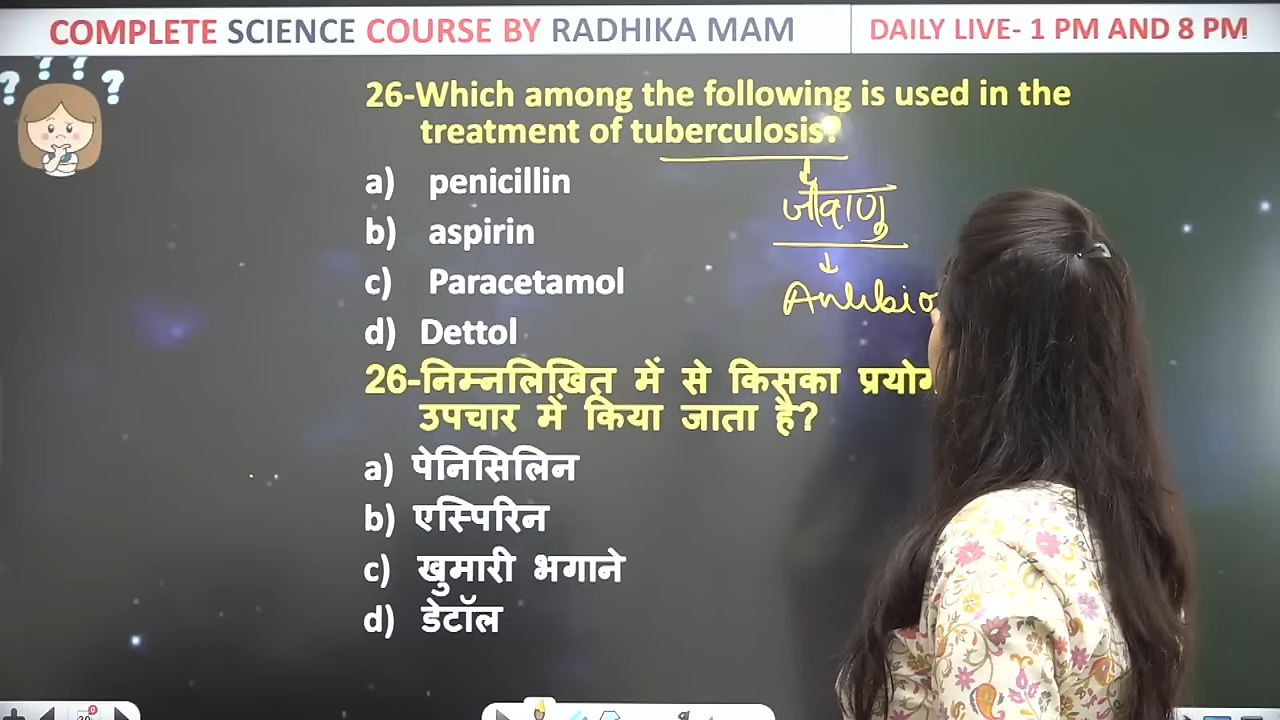 COMPLETE SCIENCE COURSE BY RADHIKA MAM
DAILY LIVE- 1 PM AND 8 PM
26-Which among the following is used in the
treatment of tuberculosis?
a) penicillin
b) aspirin
c) Paracetamol
d) Dettol
जीवाणु
Antibio
26-निम्नलिखित में से किसका प्रयोग
उपचार में किया जाता है?
a) पेनिसिलिन
b) एस्पिरिन
c) खुमारी भगाने
d) डेटॉल